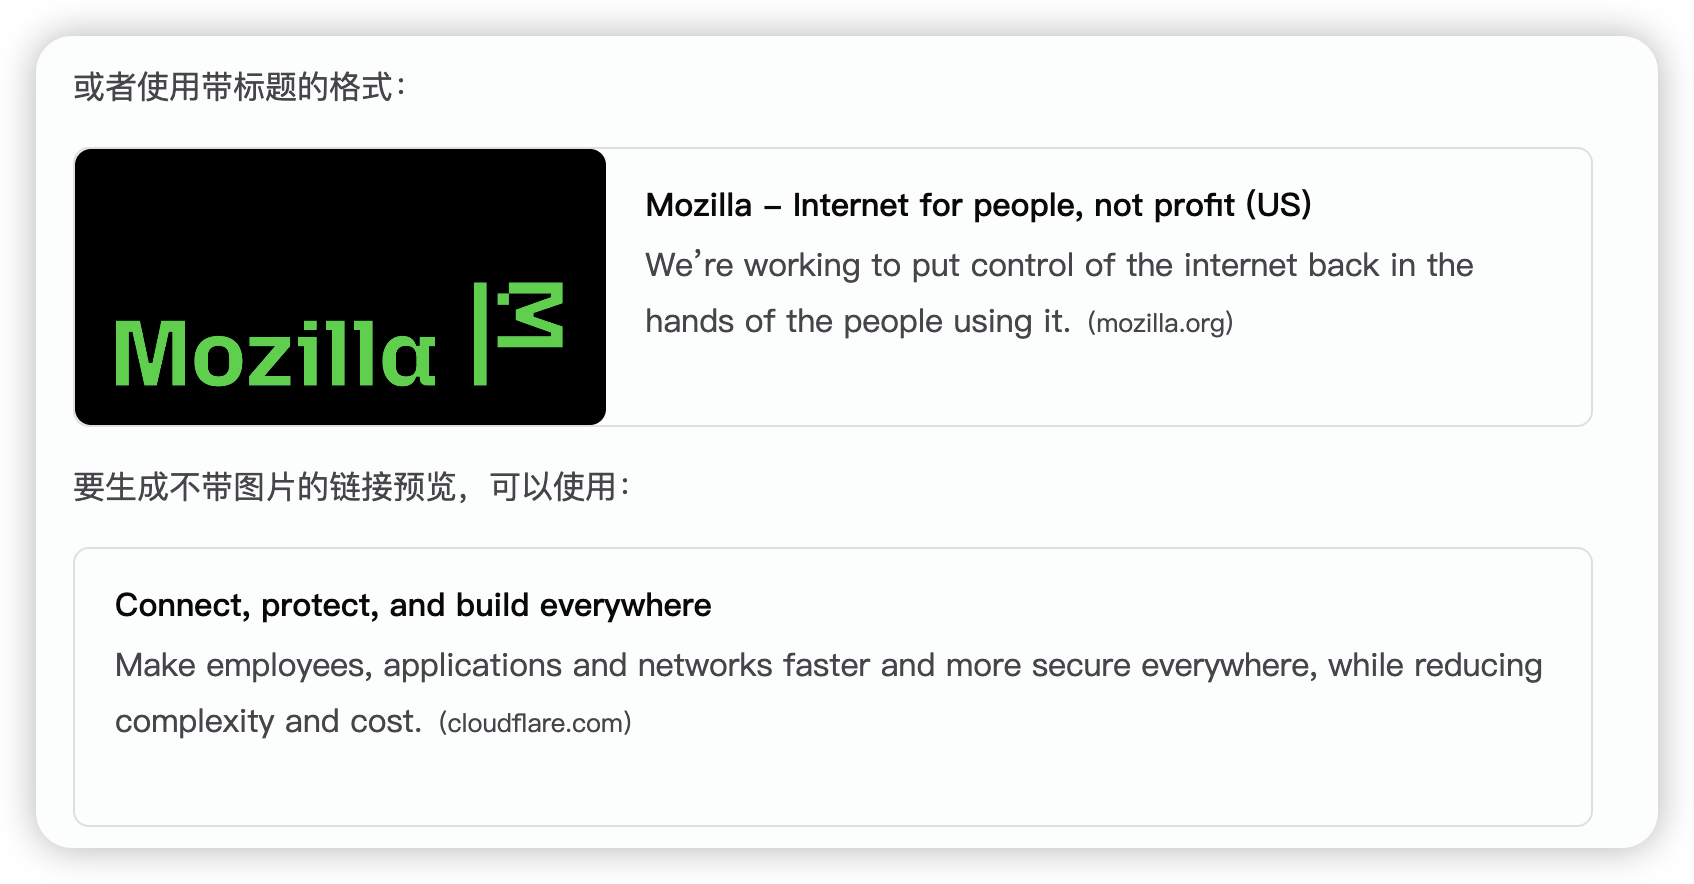 或者使用带标题的格式：
Mozilla
Mozilla – Internet for people, not profit (US)
We’re working to put control of the internet back in the
hands of the people using it. (mozilla.org)
要生成不带图片的链接预览，可以使用：
Connect, protect, and build everywhere
Make employees, applications and networks faster and more secure everywhere, while reducing
complexity and cost. (cloudflare.com)